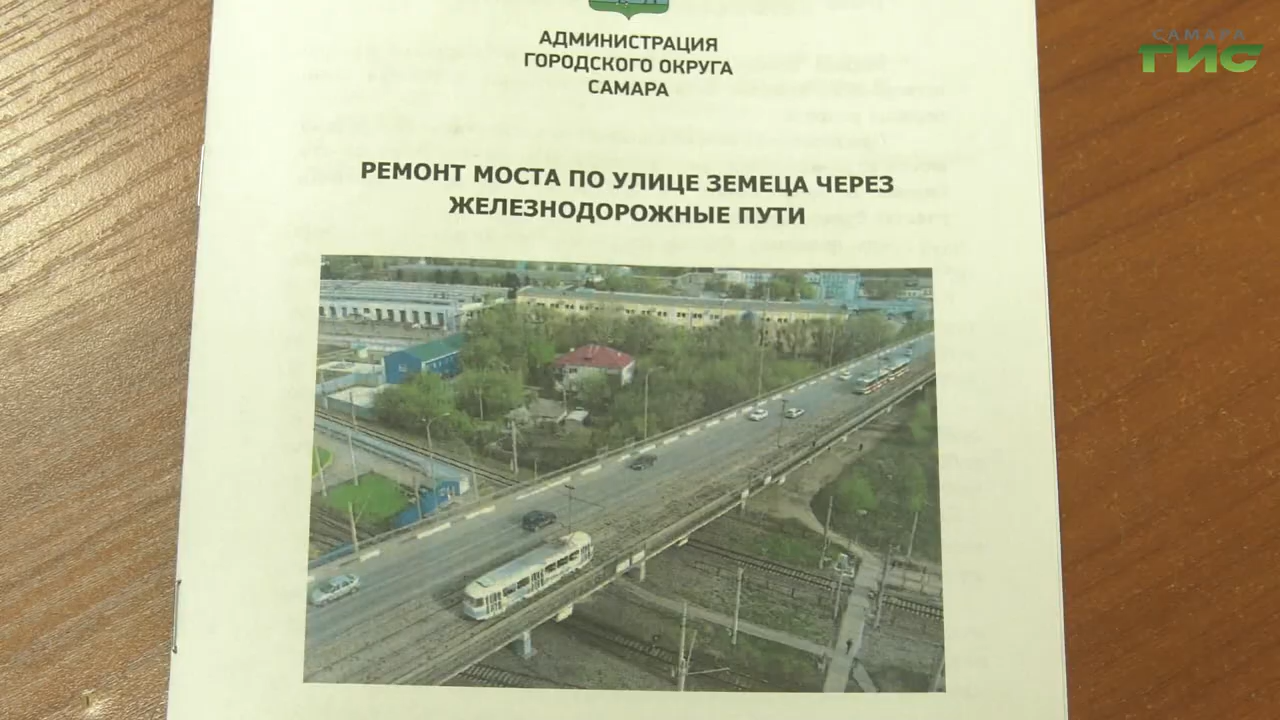 САМАРА
ГИС
АДМИНИСТРАЦИЯ
ГОРОДСКОГО ОКРУГА
САМАРА
РЕМОНТ МОСТА ПО УЛИЦЕ ЗЕМЕЦА ЧЕРЕЗ
ЖЕЛЕЗНОДОРОЖНЫЕ ПУТИ